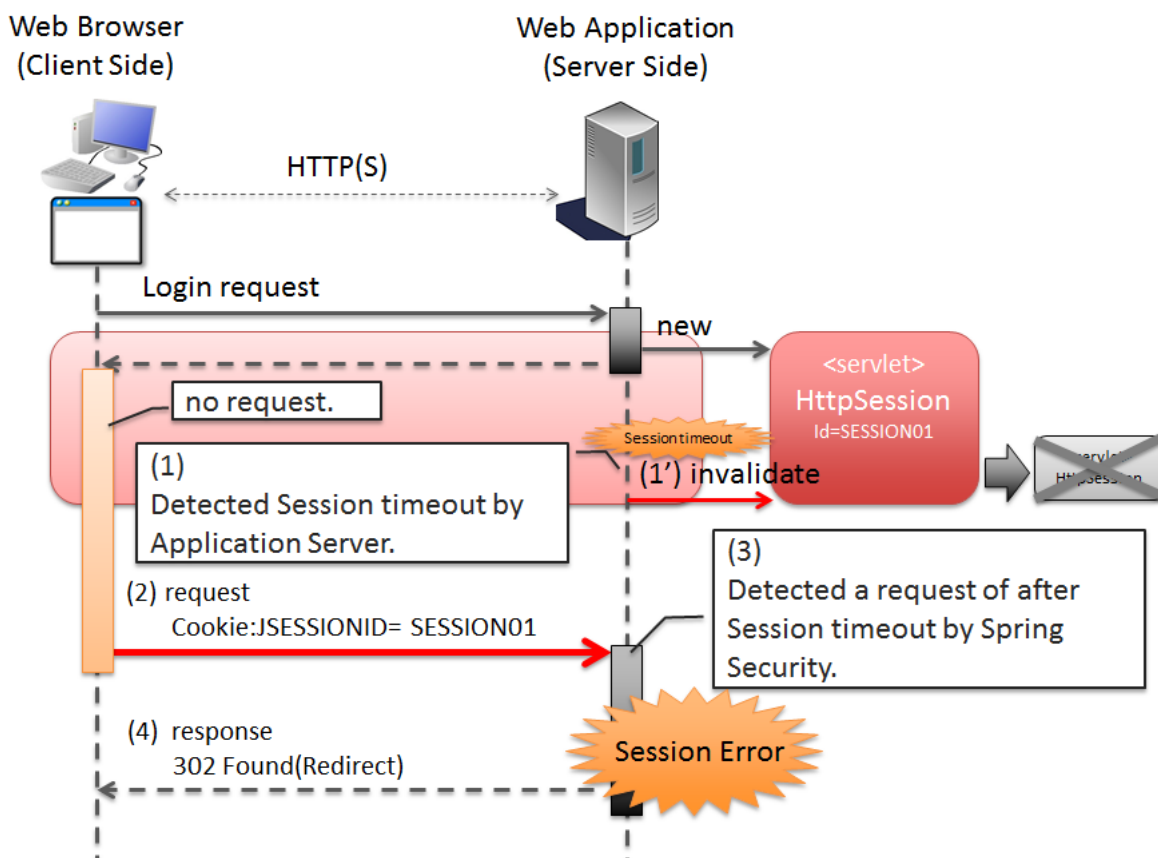 Web Browser
(Client Side)
Web Application
(Server Side)
HTTP(S)
Login request
new
<servlet>
HttpSession
Id=SESSION01
no request.
Session timeout
(1)
Detected Session timeout by
Application Server.
(1') invalidate
<servlet>
HttpSession
(2) request
Cookie:JSESSIONID= SESSION01
(3)
Detected a request of after
Session timeout by Spring
Security.
(4) response
302 Found(Redirect)
Session Error